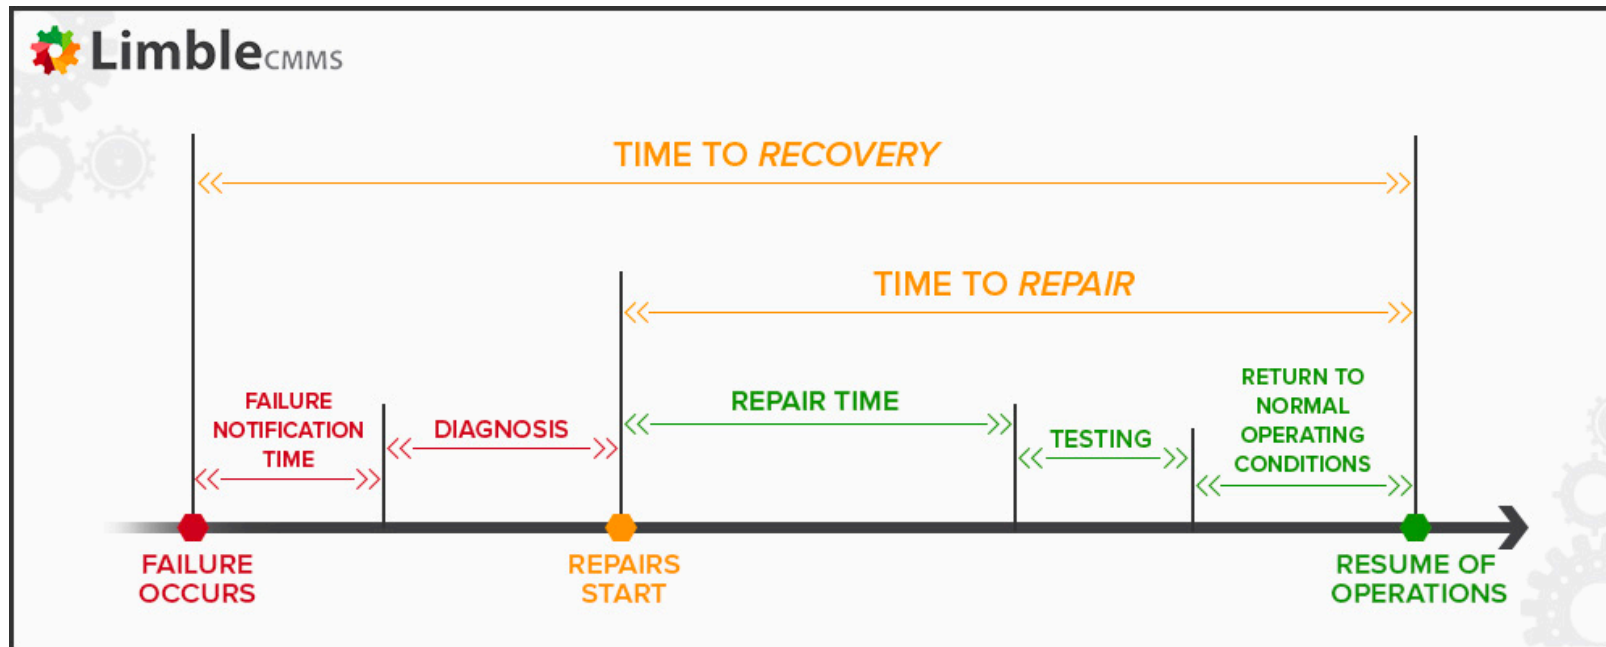 Limble CMMS
TIME TO RECOVERY
TIME TO REPAIR
FAILURE
NOTIFICATION
TIME
DIAGNOSIS
REPAIR TIME
TESTING
RETURN TO
NORMAL
OPERATING
CONDITIONS
FAILURE
OCCURS
REPAIRS
START
RESUME OF
OPERATIONS